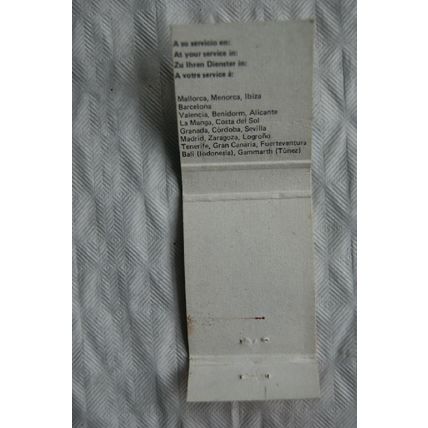 A su servicio en:
At your service in:
Zu Ihren Diensten in:
A votre service à:
Mallorca, Menorca, Ibiza
Barcelona
Valencia, Benidorm, Alicante
La Manga, Costa del Sol
Granada, Córdoba, Sevilla
Madrid, Zaragoza, Logroño
Tenerife, Gran Canaria, Fuerteventura
Bali (Indonesia), Gammarth (Túnez)